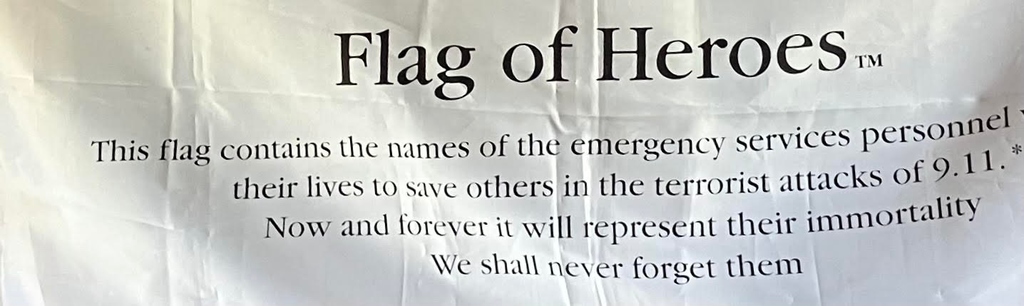 Flag of Heroes™
This flag contains the names of the emergency services personnel
their lives to save others in the terrorist attacks of 9.11.*
Now and forever it will represent their immortality
We shall never forget them